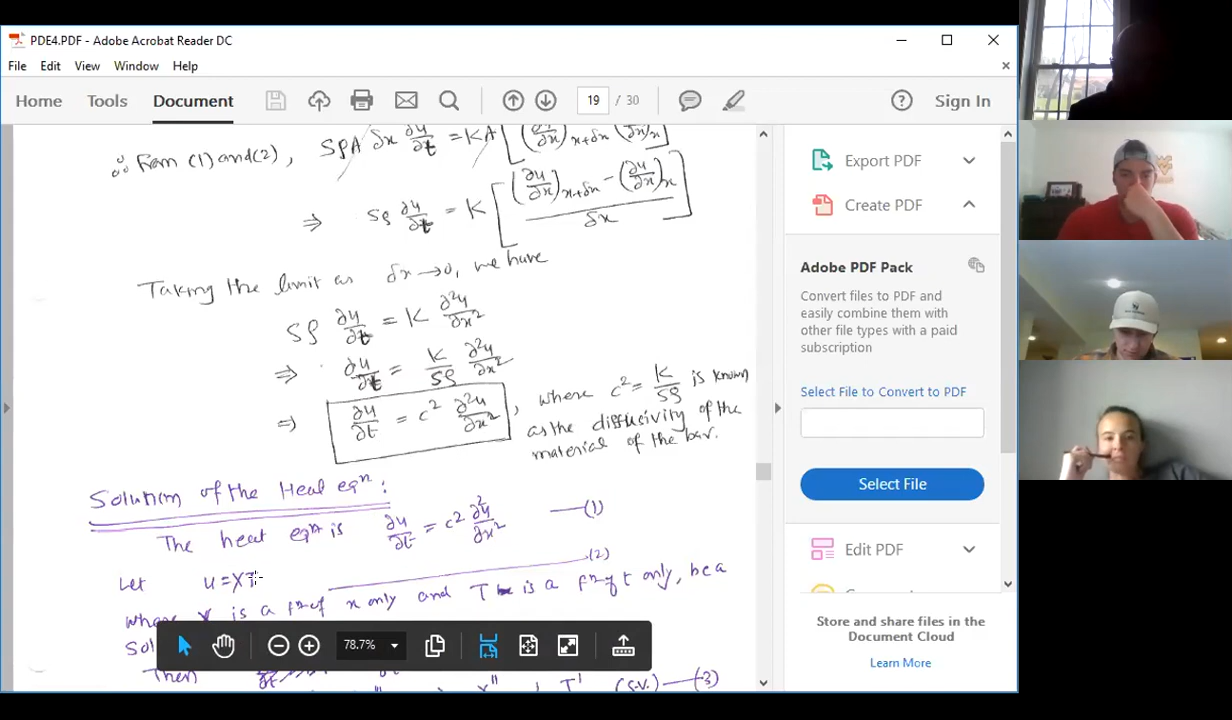 PDE4.PDF - Adobe Acrobat Reader DC
File Edit View Window Help
Home Tools Document 19 / 30 Sign In
∴ From (1) and (2), SρA δx ∂u/∂t = KA [(∂u/∂x)x+δx (∂u/∂x)x]
⇒ Sρ ∂u/∂t = K [((∂u/∂x)x+δx - (∂u/∂x)x)/δx]
Taking the limit as δx → 0, we have
Sρ ∂u/∂t = K ∂²u/∂x²
⇒ ∂u/∂t = K/Sρ ∂²u/∂x²
⇒ ∂u/∂t = c² ∂²u/∂x² , where c² = K/Sρ is known
as the diffusivity of the
material of the bar.
Solution of the Heat eqn:
The heat eqn is ∂u/∂t = c² ∂²u/∂x² —(1)
Let u = XT —(2)
where X is a fn of x only and T is a fn of t only, be a
Sol
Then
X'' T' (S.V.) —(3)
78.7%
Export PDF
Create PDF
Adobe PDF Pack
Convert files to PDF and
easily combine them with
other file types with a paid
subscription
Select File to Convert to PDF
Select File
Edit PDF
Store and share files in the
Document Cloud
Learn More